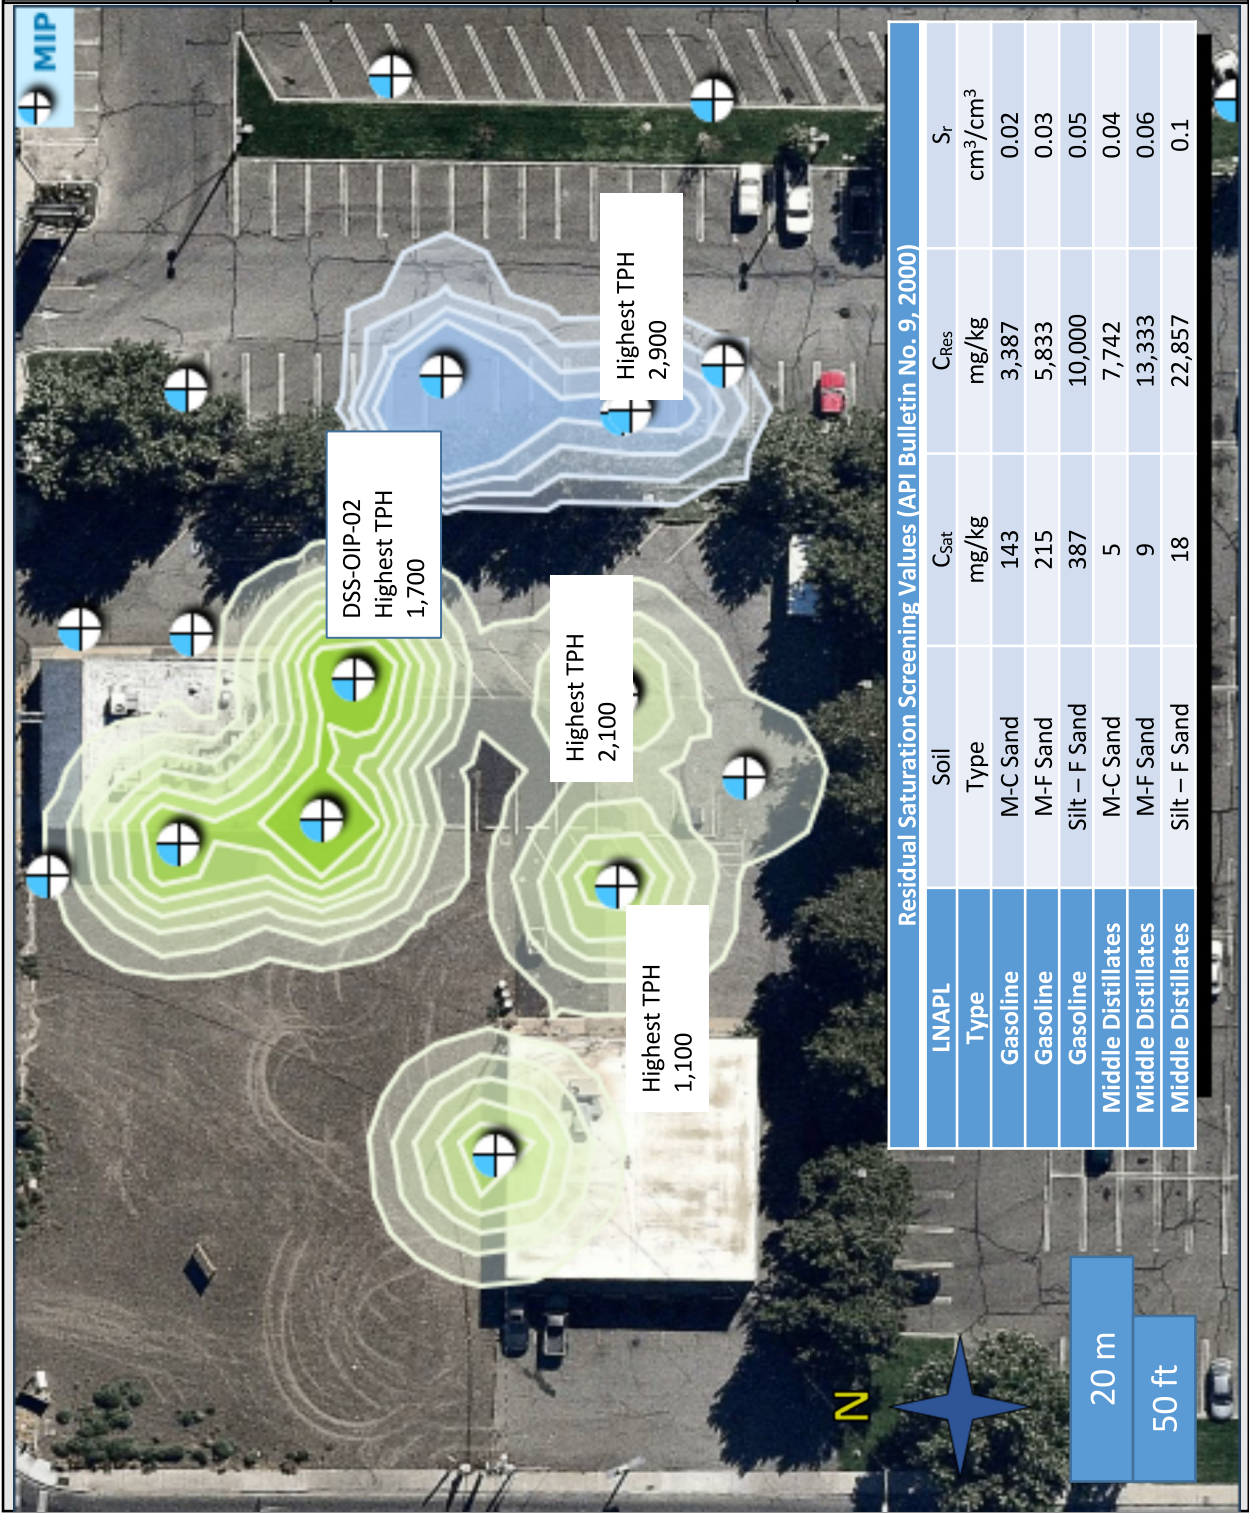 MIP
DSS-OIP-02
Highest TPH
1,700
Highest TPH
2,900
Highest TPH
2,100
Highest TPH
1,100
Residual Saturation Screening Values (API Bulletin No. 9, 2000)
LNAPL Soil C_Sat C_Res S_r
Type Type mg/kg mg/kg cm³/cm³
Gasoline M-C Sand 143 3,387 0.02
Gasoline M-F Sand 215 5,833 0.03
Gasoline Silt – F Sand 387 10,000 0.05
Middle Distillates M-C Sand 5 7,742 0.04
Middle Distillates M-F Sand 9 13,333 0.06
Middle Distillates Silt – F Sand 18 22,857 0.1
N
20 m
50 ft